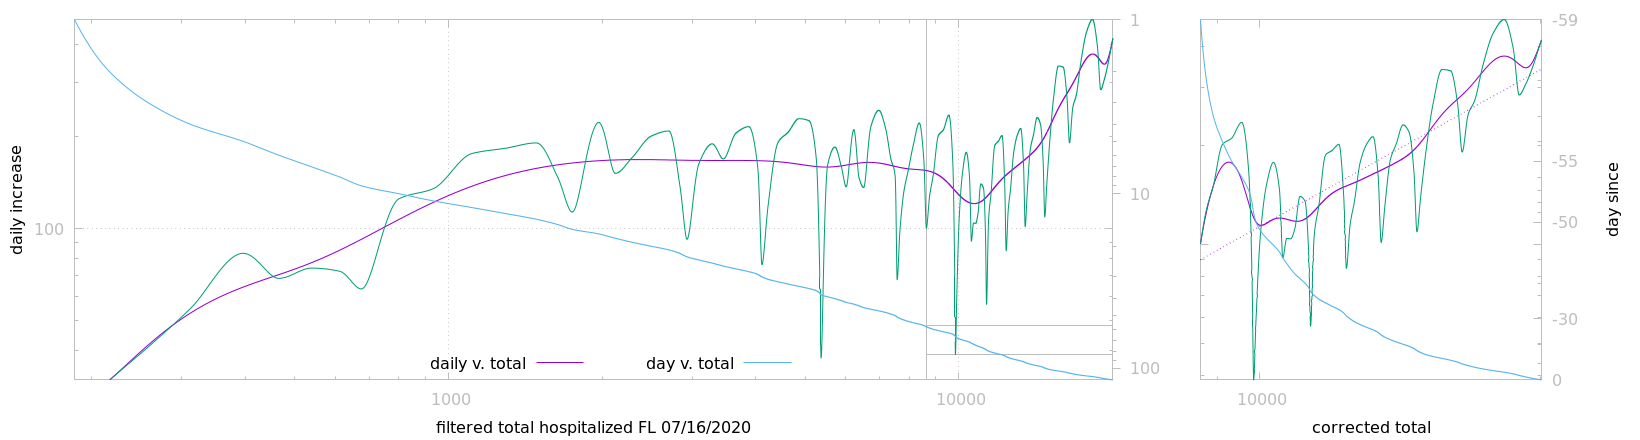 daily increase
100
1
10
100
daily v. total
day v. total
1000
10000
filtered total hospitalized FL 07/16/2020
-59
-55
-50
-30
0
day since
10000
corrected total